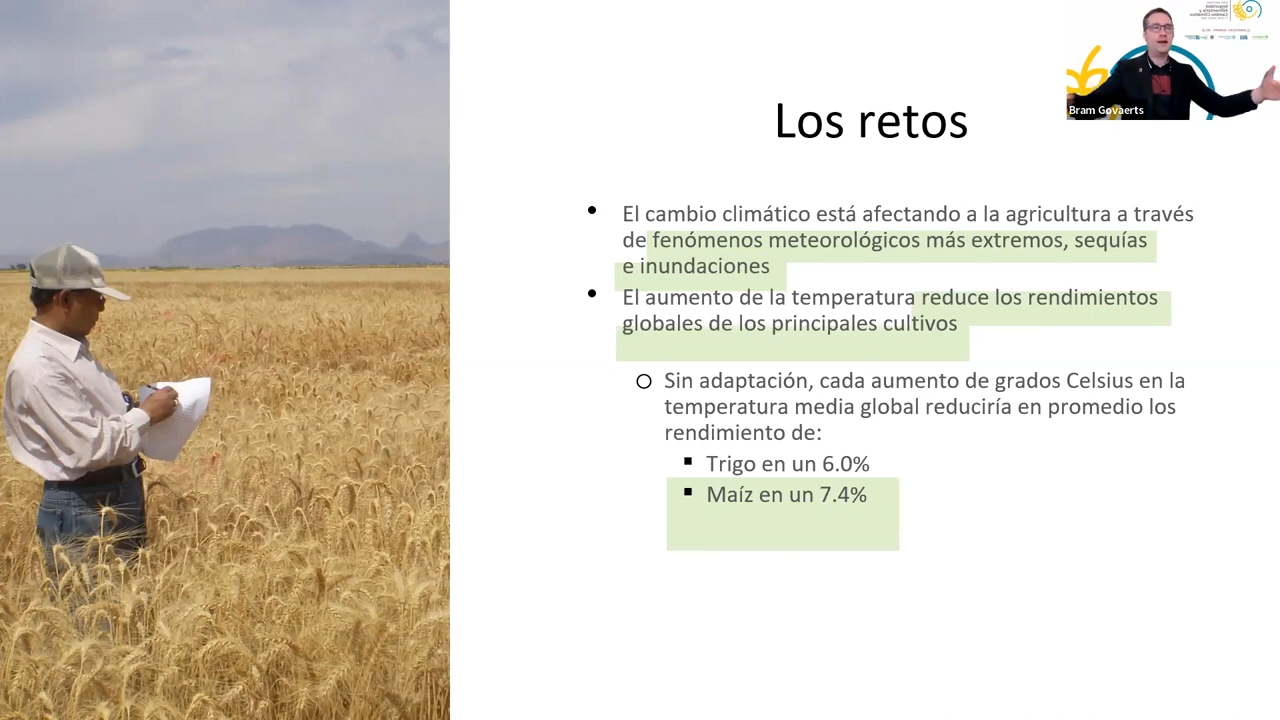 Los retos
Bram Govaerts
El cambio climático está afectando a la agricultura a través
de fenómenos meteorológicos más extremos, sequías
e inundaciones
El aumento de la temperatura reduce los rendimientos
globales de los principales cultivos
Sin adaptación, cada aumento de grados Celsius en la
temperatura media global reduciría en promedio los
rendimiento de:
Trigo en un 6.0%
Maíz en un 7.4%